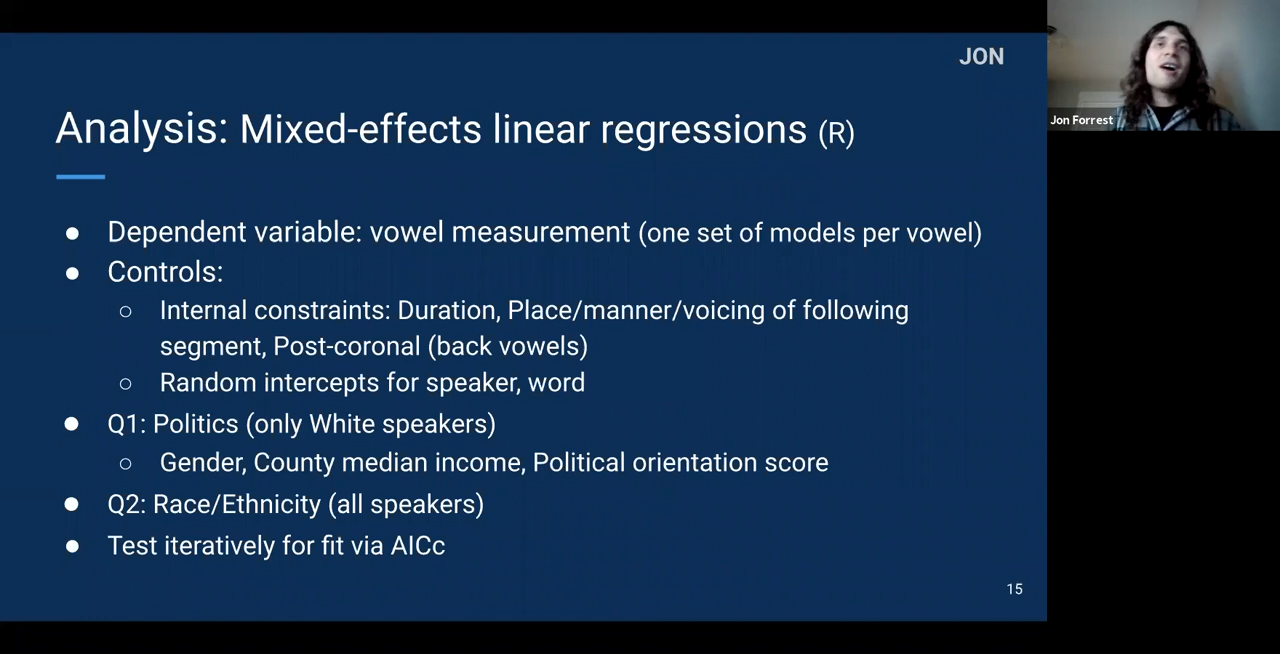 JON
Jon Forrest
Analysis: Mixed-effects linear regressions (R)
● Dependent variable: vowel measurement (one set of models per vowel)
● Controls:
○ Internal constraints: Duration, Place/manner/voicing of following
segment, Post-coronal (back vowels)
○ Random intercepts for speaker, word
● Q1: Politics (only White speakers)
○ Gender, County median income, Political orientation score
● Q2: Race/Ethnicity (all speakers)
● Test iteratively for fit via AICc
15